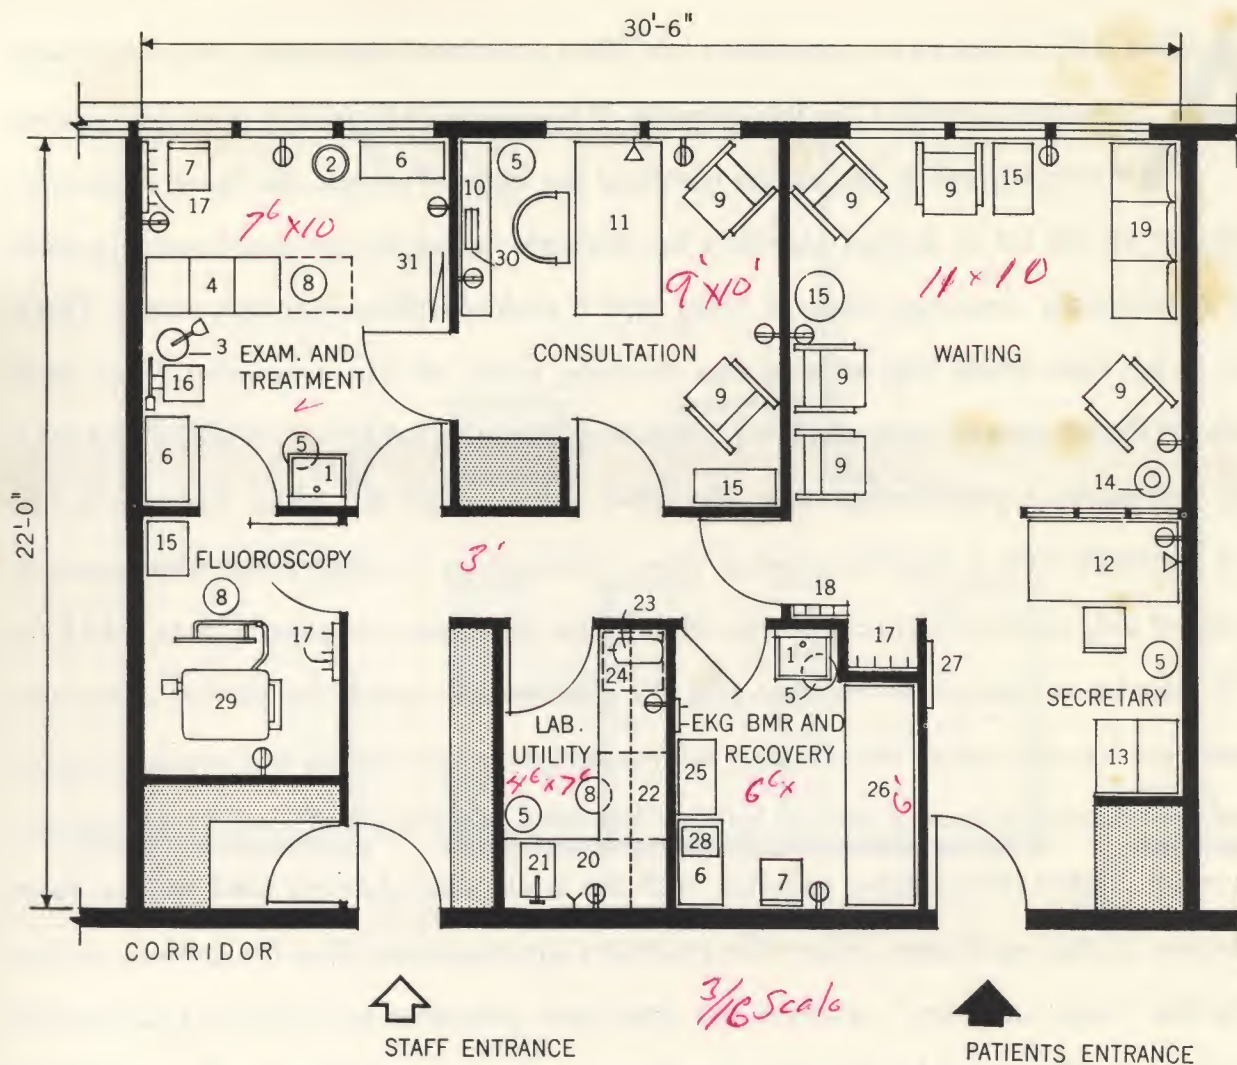 30'-6"
22'-0"
7 2 6 5 10 9 9 15 19
17
7⁶ x 10
11
31 30
9' x 10'
11 x 10
4 8 15
3
EXAM. AND
TREATMENT
CONSULTATION
WAITING
16 9 9 9
6 5 1 15 9 14
15
FLUOROSCOPY
3'
12
8
18
23
17
17
1
5
24
27
5
29
LAB.
UTILITY
EKG BMR AND
RECOVERY
SECRETARY
4⁶ x 7⁶
6⁶ x
6'
25 22 26 13
5 8
28
21 20 6 7
CORRIDOR
3/16 Scale
STAFF ENTRANCE
PATIENTS ENTRANCE